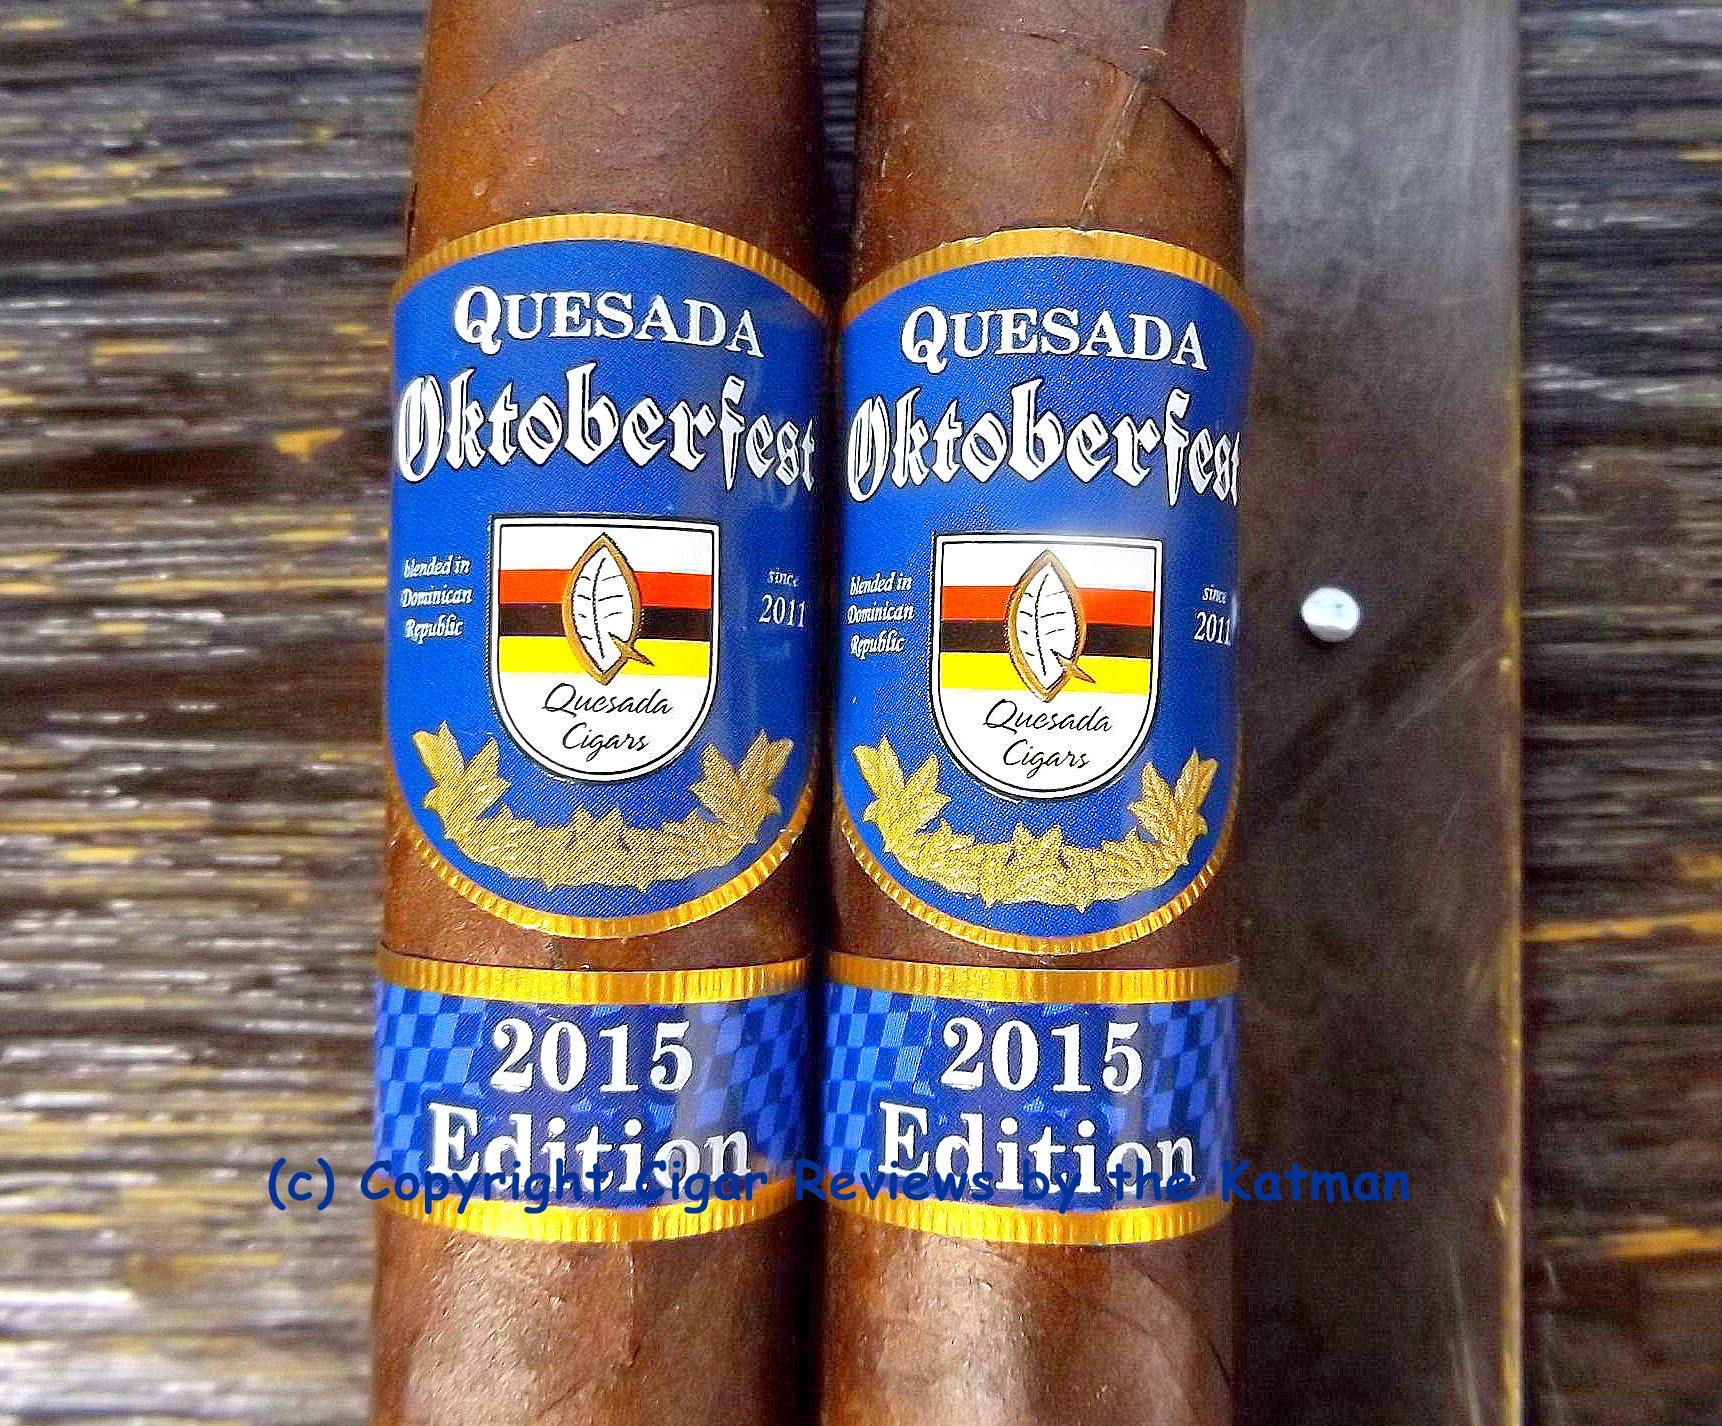 QUESADA
Oktoberfest
blended in
Dominican
Republic
since
2011
Quesada
Cigars
2015
Edition
QUESADA
Oktoberfest
blended in
Dominican
Republic
since
2011
Quesada
Cigars
2015
Edition
(c) Copyright Cigar Reviews by the Katman